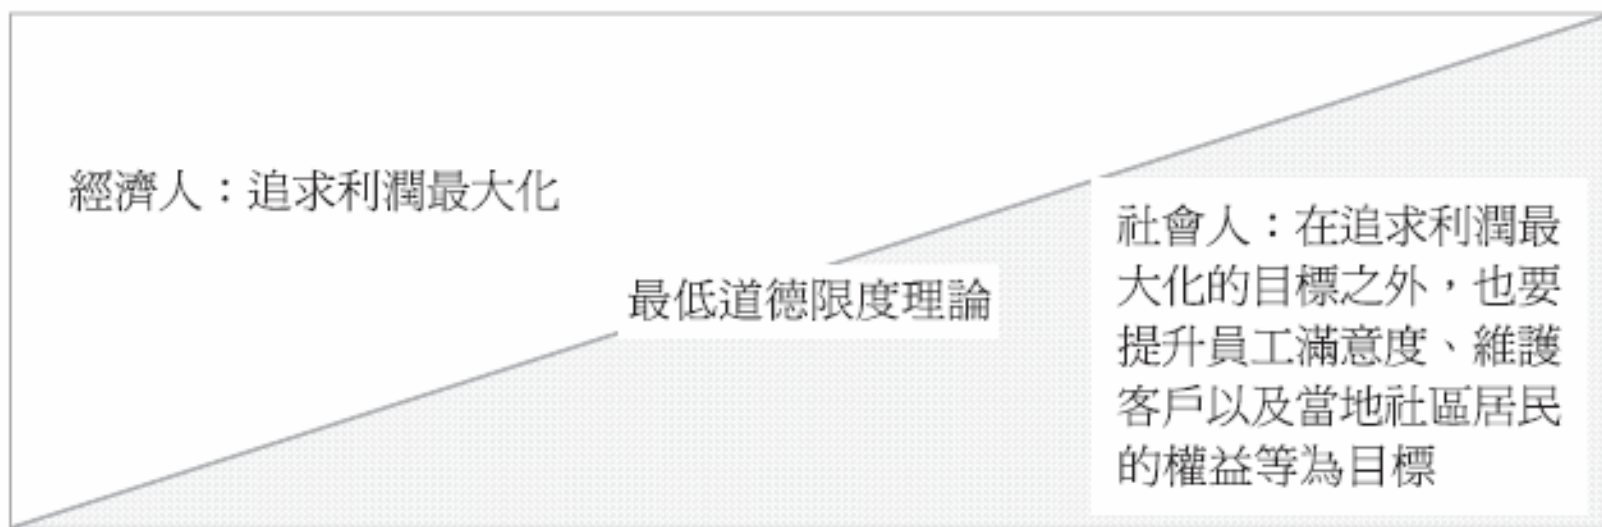 經濟人：追求利潤最大化
最低道德限度理論
社會人：在追求利潤最
大化的目標之外，也要
提升員工滿意度、維護
客戶以及當地社區居民
的權益等為目標